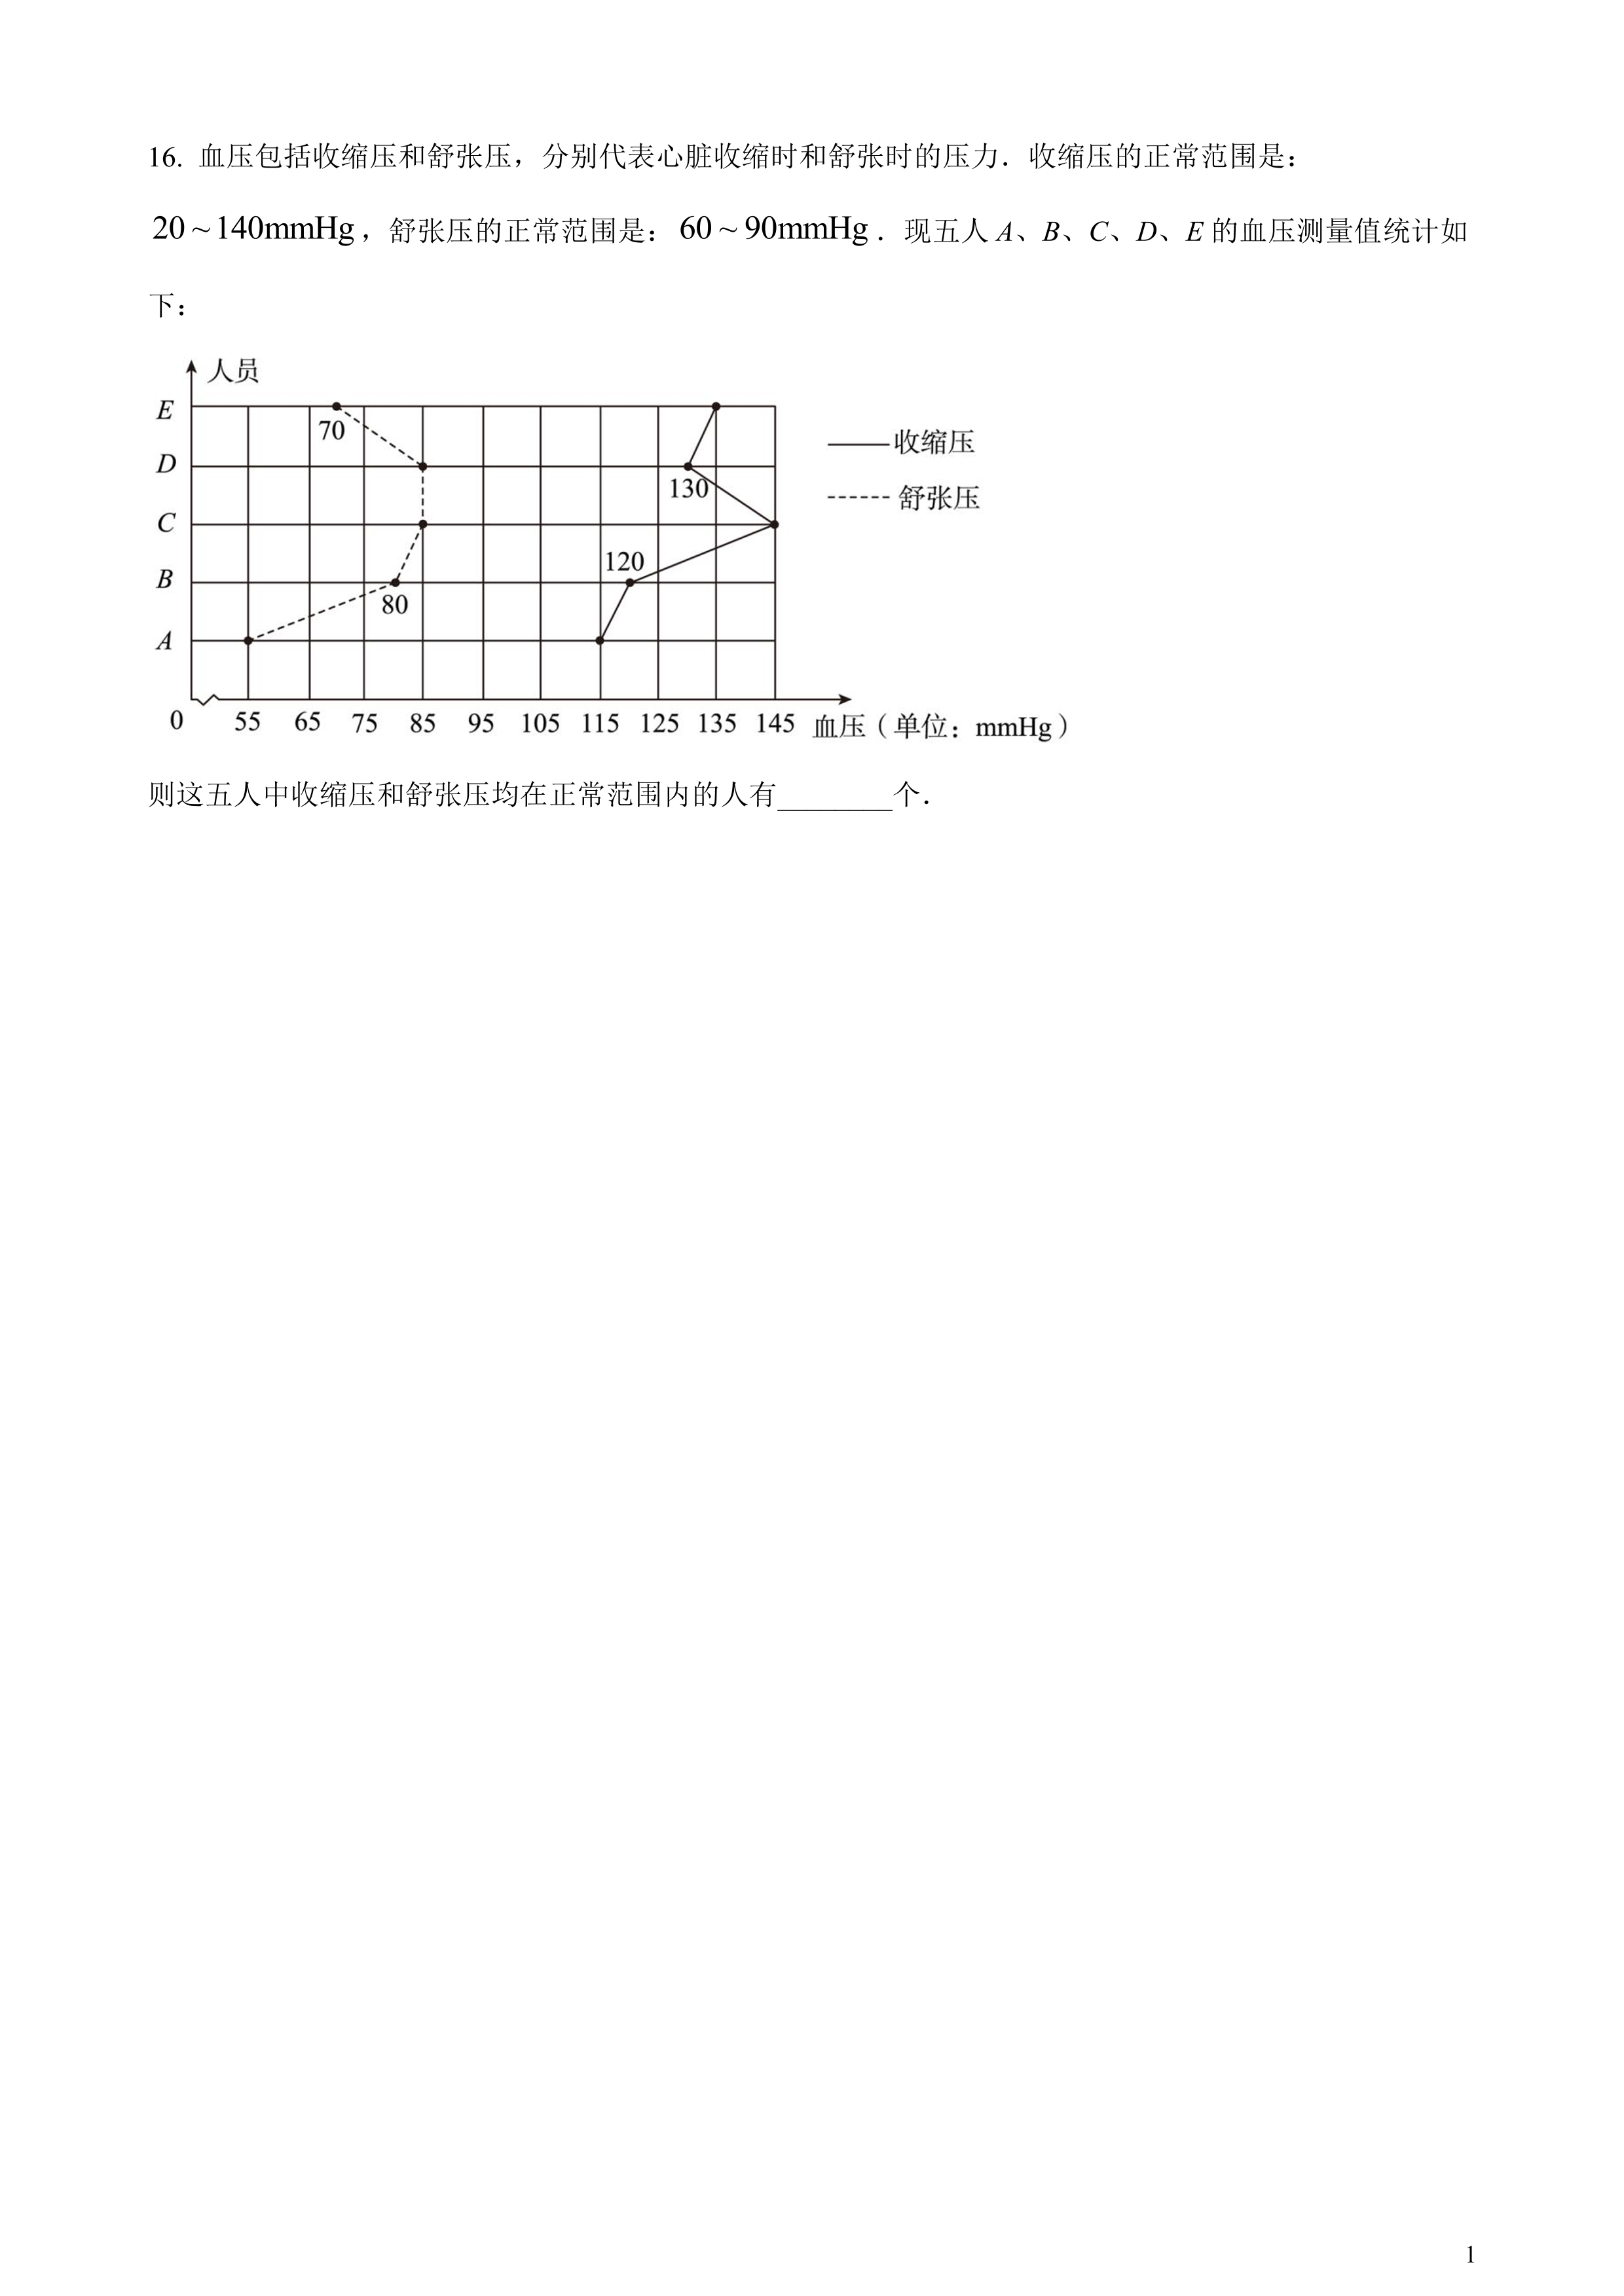 16. 血压包括收缩压和舒张压，分别代表心脏收缩时和舒张时的压力．收缩压的正常范围是：
20～140mmHg，舒张压的正常范围是：60～90mmHg．现五人A、B、C、D、E的血压测量值统计如
下：
人员
E
70
收缩压
D
130
舒张压
C
120
B
80
A
0 55 65 75 85 95 105 115 125 135 145 血压（单位：mmHg）
则这五人中收缩压和舒张压均在正常范围内的人有________个．
1